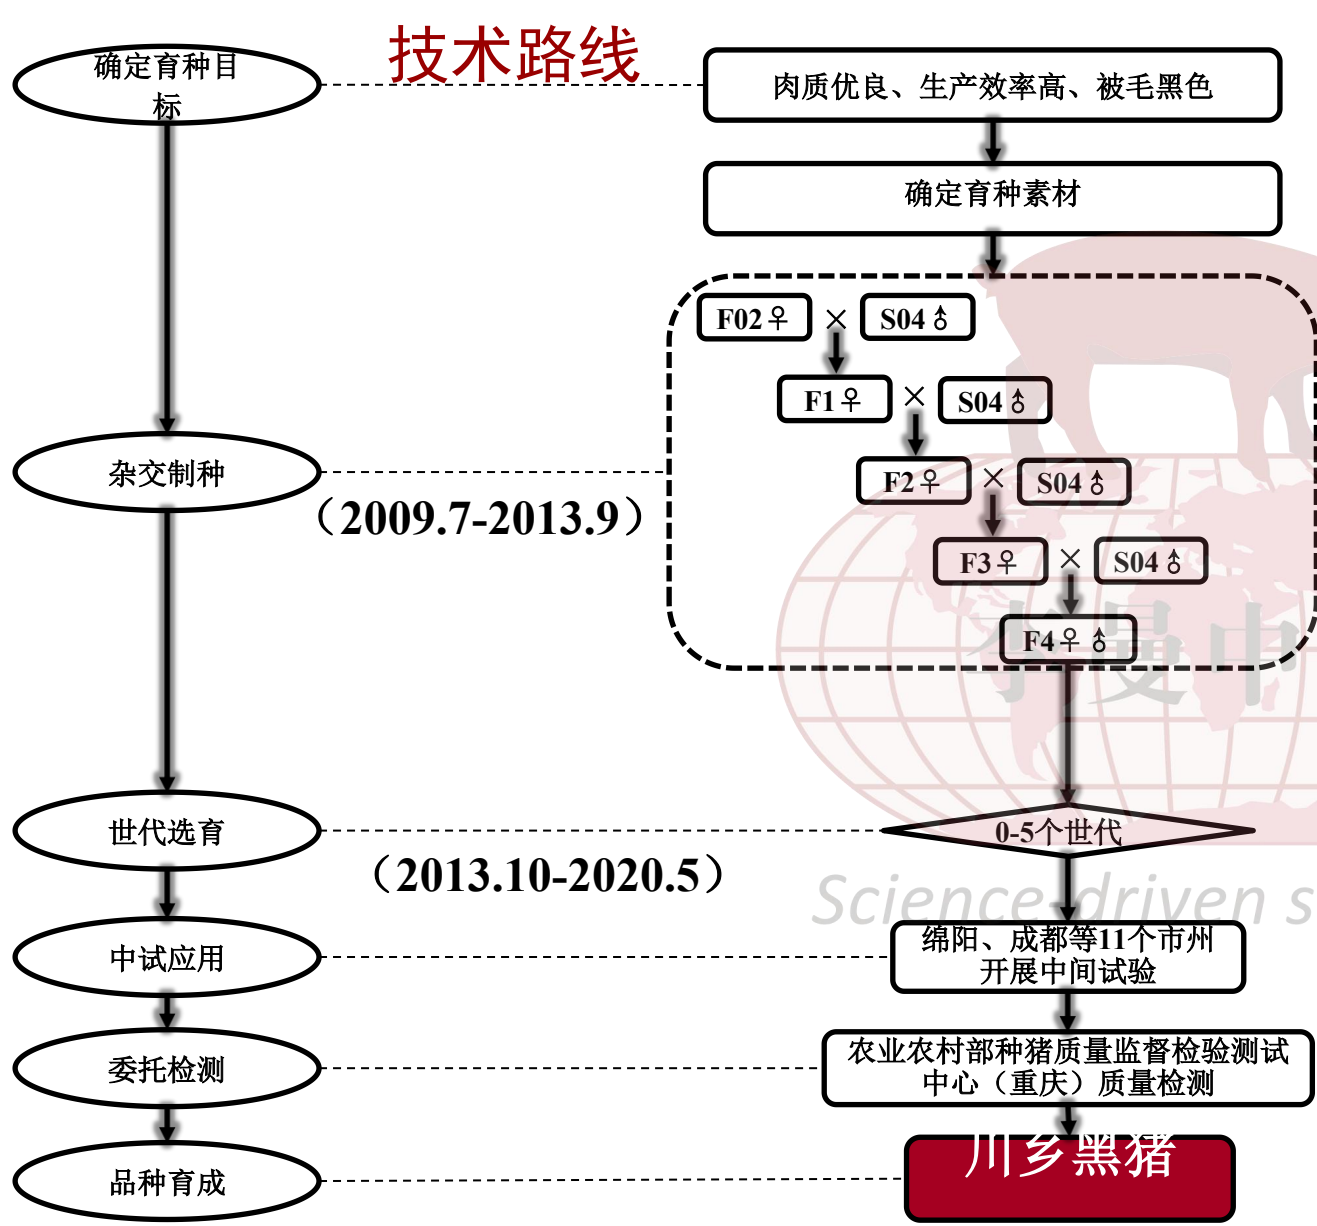 技术路线
确定育种目
标
肉质优良、生产效率高、被毛黑色
确定育种素材
F02♀ × S04♂
F1♀ × S04♂
F2♀ × S04♂
F3♀ × S04♂
F4♀♂
杂交制种
（2009.7-2013.9）
世代选育
0-5个世代
（2013.10-2020.5）
中试应用
绵阳、成都等11个市州
开展中间试验
委托检测
农业农村部种猪质量监督检验测试
中心（重庆）质量检测
品种育成
川乡黑猪
李曼中
Science-driven s